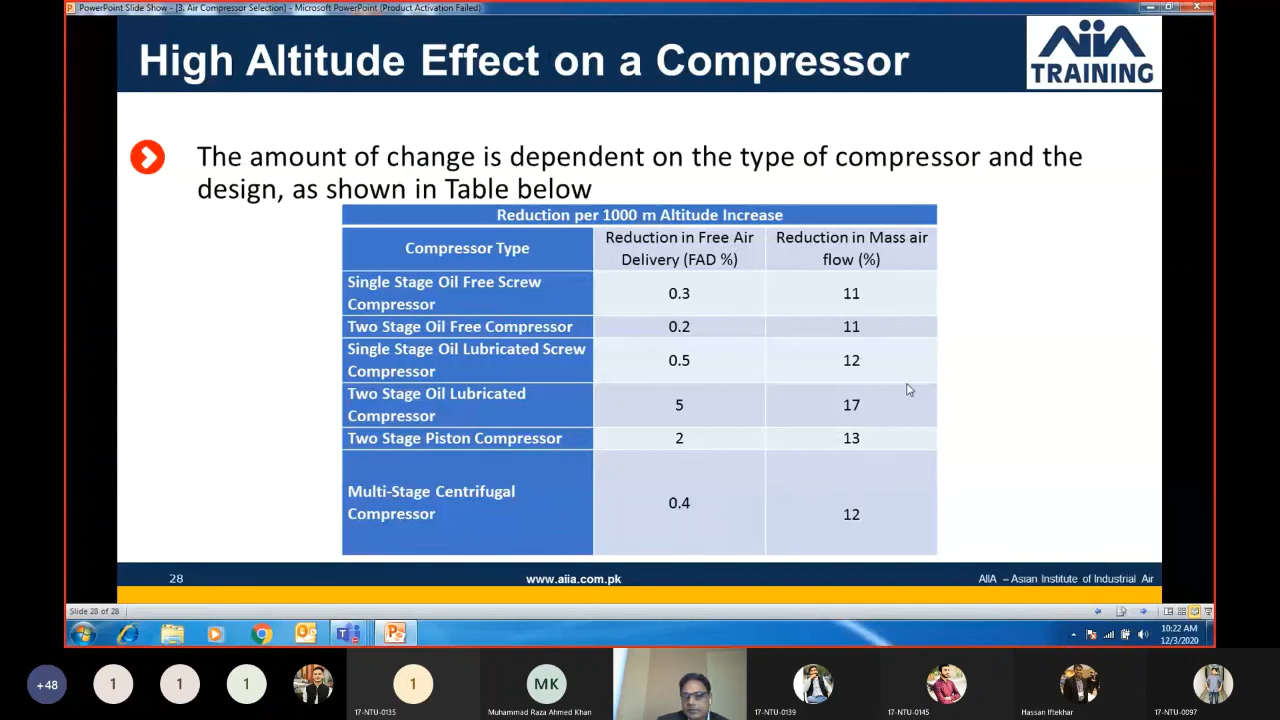 PowerPoint Slide Show - [3. Air Compressor Selection] - Microsoft PowerPoint (Product Activation Failed)
High Altitude Effect on a Compressor
AiiA
TRAINING
The amount of change is dependent on the type of compressor and the
design, as shown in Table below
Reduction per 1000 m Altitude Increase
Compressor Type
Reduction in Free Air
Delivery (FAD %)
Reduction in Mass air
flow (%)
Single Stage Oil Free Screw
Compressor
0.3
11
Two Stage Oil Free Compressor
0.2
11
Single Stage Oil Lubricated Screw
Compressor
0.5
12
Two Stage Oil Lubricated
Compressor
5
17
Two Stage Piston Compressor
2
13
Multi-Stage Centrifugal
Compressor
0.4
12
28
www.aiia.com.pk
AIIA – Asian Institute of Industrial Air
Slide 28 of 28
10:22 AM
12/3/2020
+48
1
1
1
1
MK
17-NTU-0135
Muhammad Raza Ahmed Khan
17-NTU-0139
17-NTU-0145
Hassan Iftekhar
17-NTU-0097